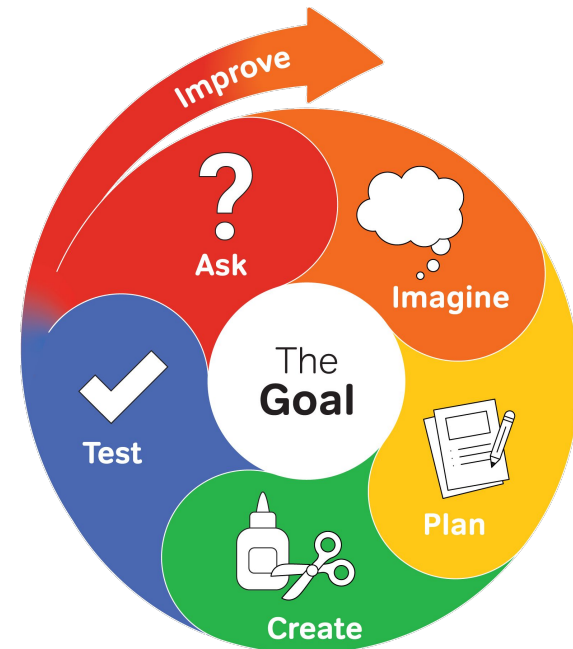 Improve
Ask
Imagine
The
Goal
Test
Plan
Create